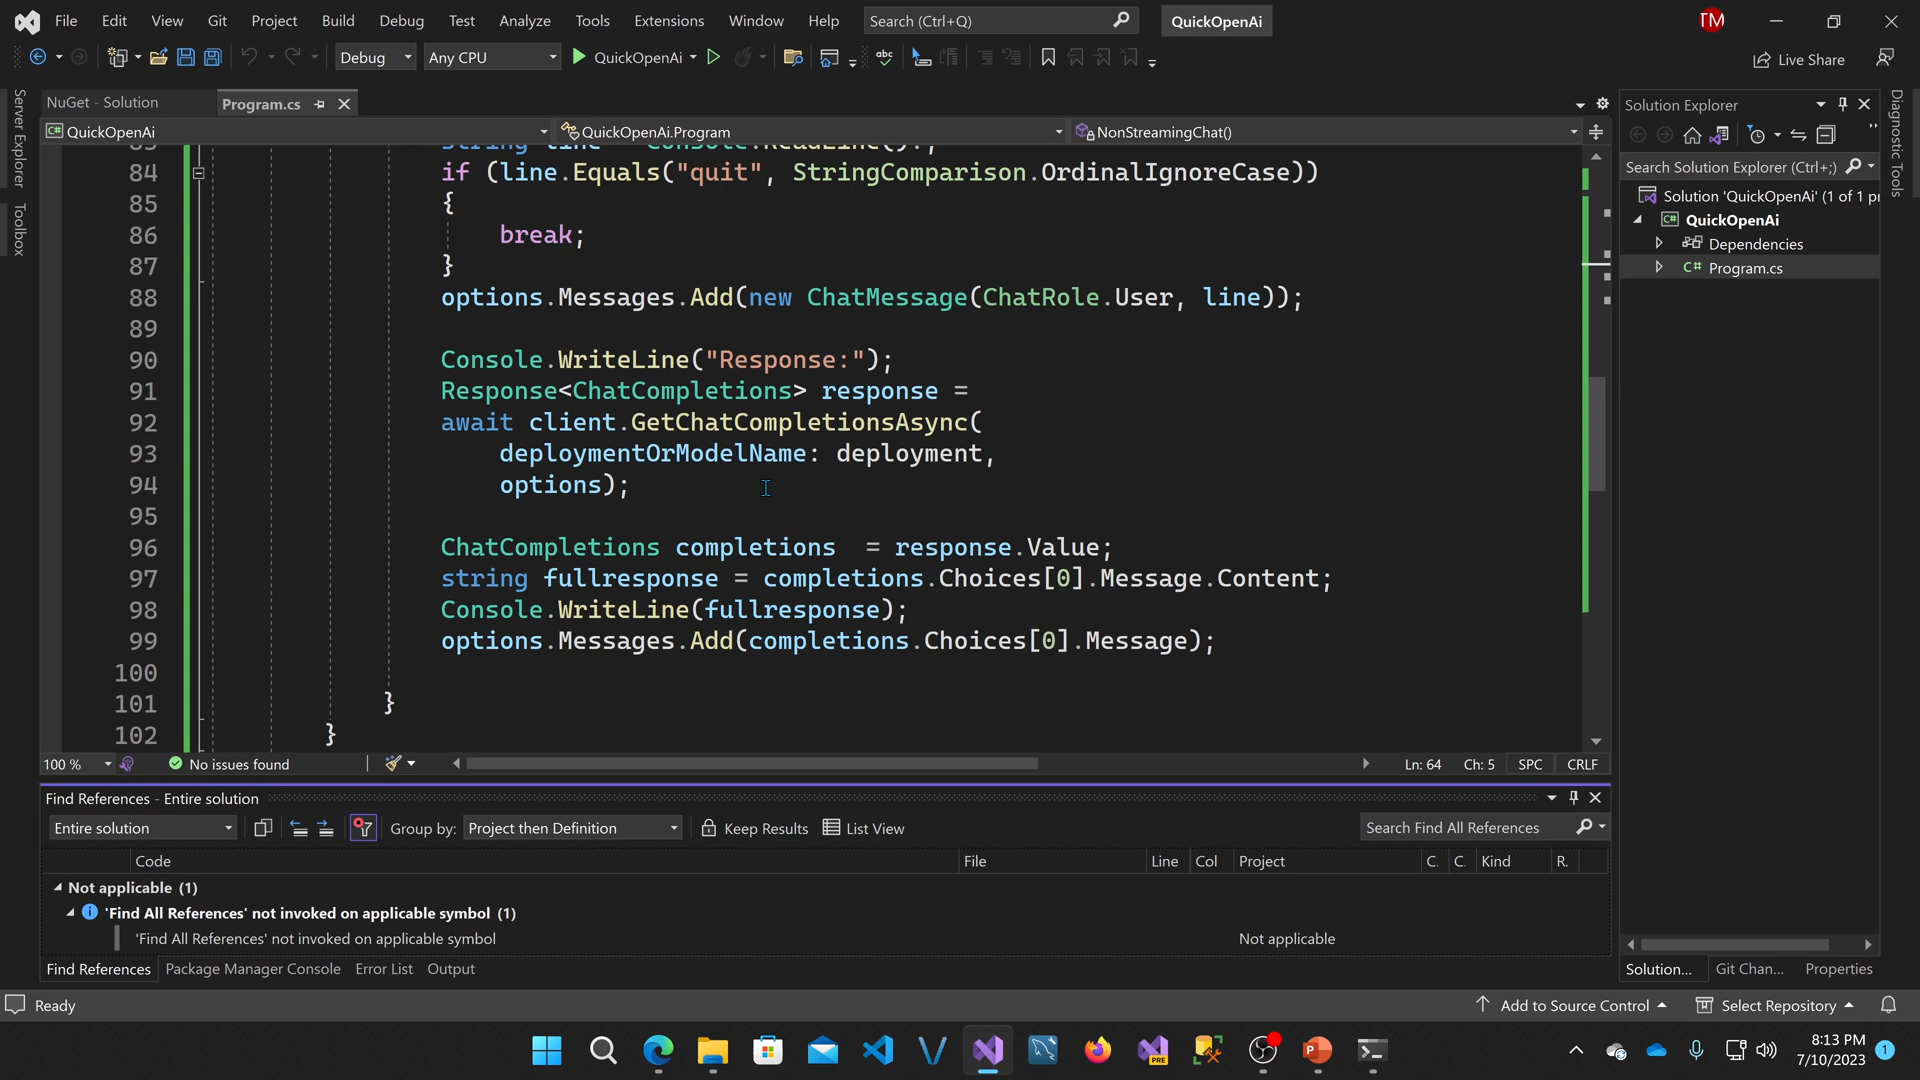 File Edit View Git Project Build Debug Test Analyze Tools Extensions Window Help Search (Ctrl+Q) QuickOpenAi TM
Debug Any CPU QuickOpenAi abc Live Share
NuGet - Solution Program.cs
QuickOpenAi QuickOpenAi.Program NonStreamingChat()
84 if (line.Equals("quit", StringComparison.OrdinalIgnoreCase))
85 {
86 break;
87 }
88 options.Messages.Add(new ChatMessage(ChatRole.User, line));
89
90 Console.WriteLine("Response:");
91 Response<ChatCompletions> response =
92 await client.GetChatCompletionsAsync(
93 deploymentOrModelName: deployment,
94 options);
95
96 ChatCompletions completions  = response.Value;
97 string fullresponse = completions.Choices[0].Message.Content;
98 Console.WriteLine(fullresponse);
99 options.Messages.Add(completions.Choices[0].Message);
100
101 }
102 }
100 % No issues found Ln: 64 Ch: 5 SPC CRLF
Find References - Entire solution
Entire solution Group by: Project then Definition Keep Results List View Search Find All References
Code File Line Col Project C. C. Kind R.
Not applicable (1)
'Find All References' not invoked on applicable symbol (1)
'Find All References' not invoked on applicable symbol Not applicable
Find References Package Manager Console Error List Output
Server Explorer
Toolbox
Solution Explorer
Search Solution Explorer (Ctrl+;)
Solution 'QuickOpenAi' (1 of 1 pr
C# QuickOpenAi
Dependencies
C# Program.cs
Solution... Git Chan... Properties
Diagnostic Tools
Ready Add to Source Control Select Repository
PRE
8:13 PM
7/10/2023 1